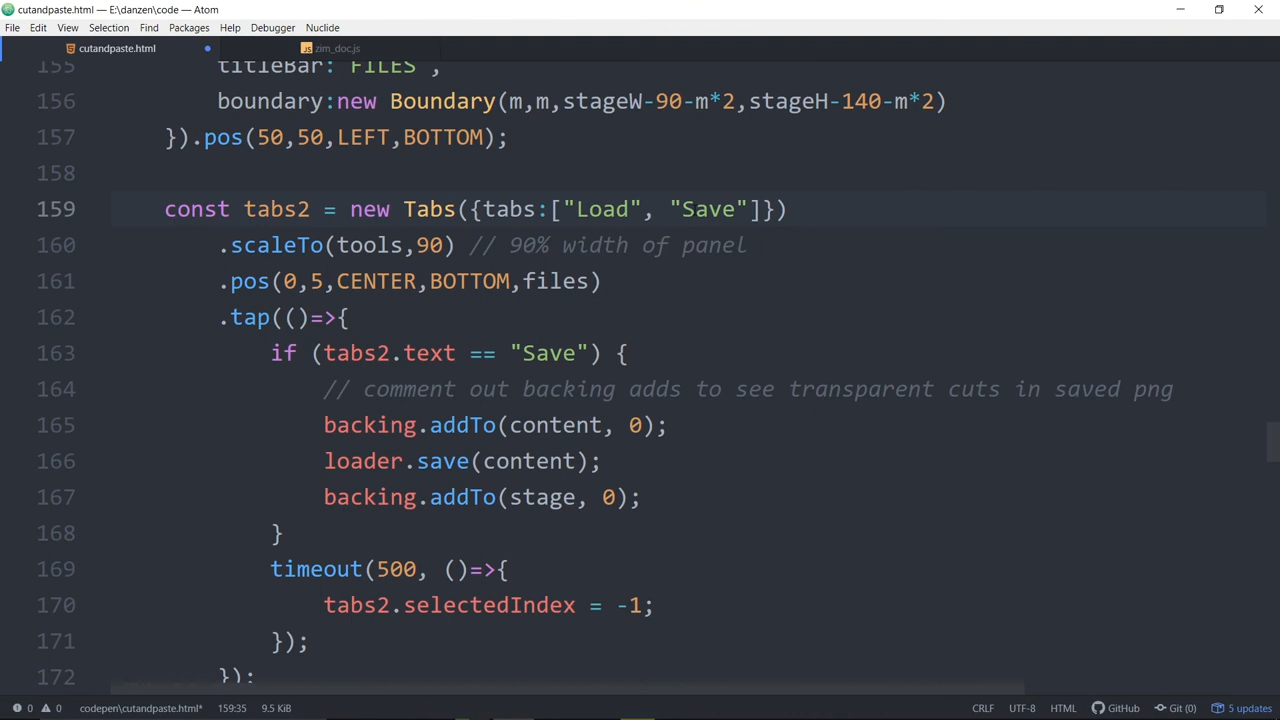 cutandpaste.html — E:\danzen\code — Atom
File Edit View Selection Find Packages Help Debugger Nuclide
cutandpaste.html zim_doc.js
155 titleBar: "FILES",
156 boundary:new Boundary(m,m,stageW-90-m*2,stageH-140-m*2)
157 }).pos(50,50,LEFT,BOTTOM);
158
159 const tabs2 = new Tabs({tabs:["Load", "Save"]})
160 .scaleTo(tools,90) // 90% width of panel
161 .pos(0,5,CENTER,BOTTOM,files)
162 .tap(()=>{
163 if (tabs2.text == "Save") {
164 // comment out backing adds to see transparent cuts in saved png
165 backing.addTo(content, 0);
166 loader.save(content);
167 backing.addTo(stage, 0);
168 }
169 timeout(500, ()=>{
170 tabs2.selectedIndex = -1;
171 });
172 });
0 0 codepen\cutandpaste.html* 159:35 9.5 KiB CRLF UTF-8 HTML GitHub Git (0) 5 updates